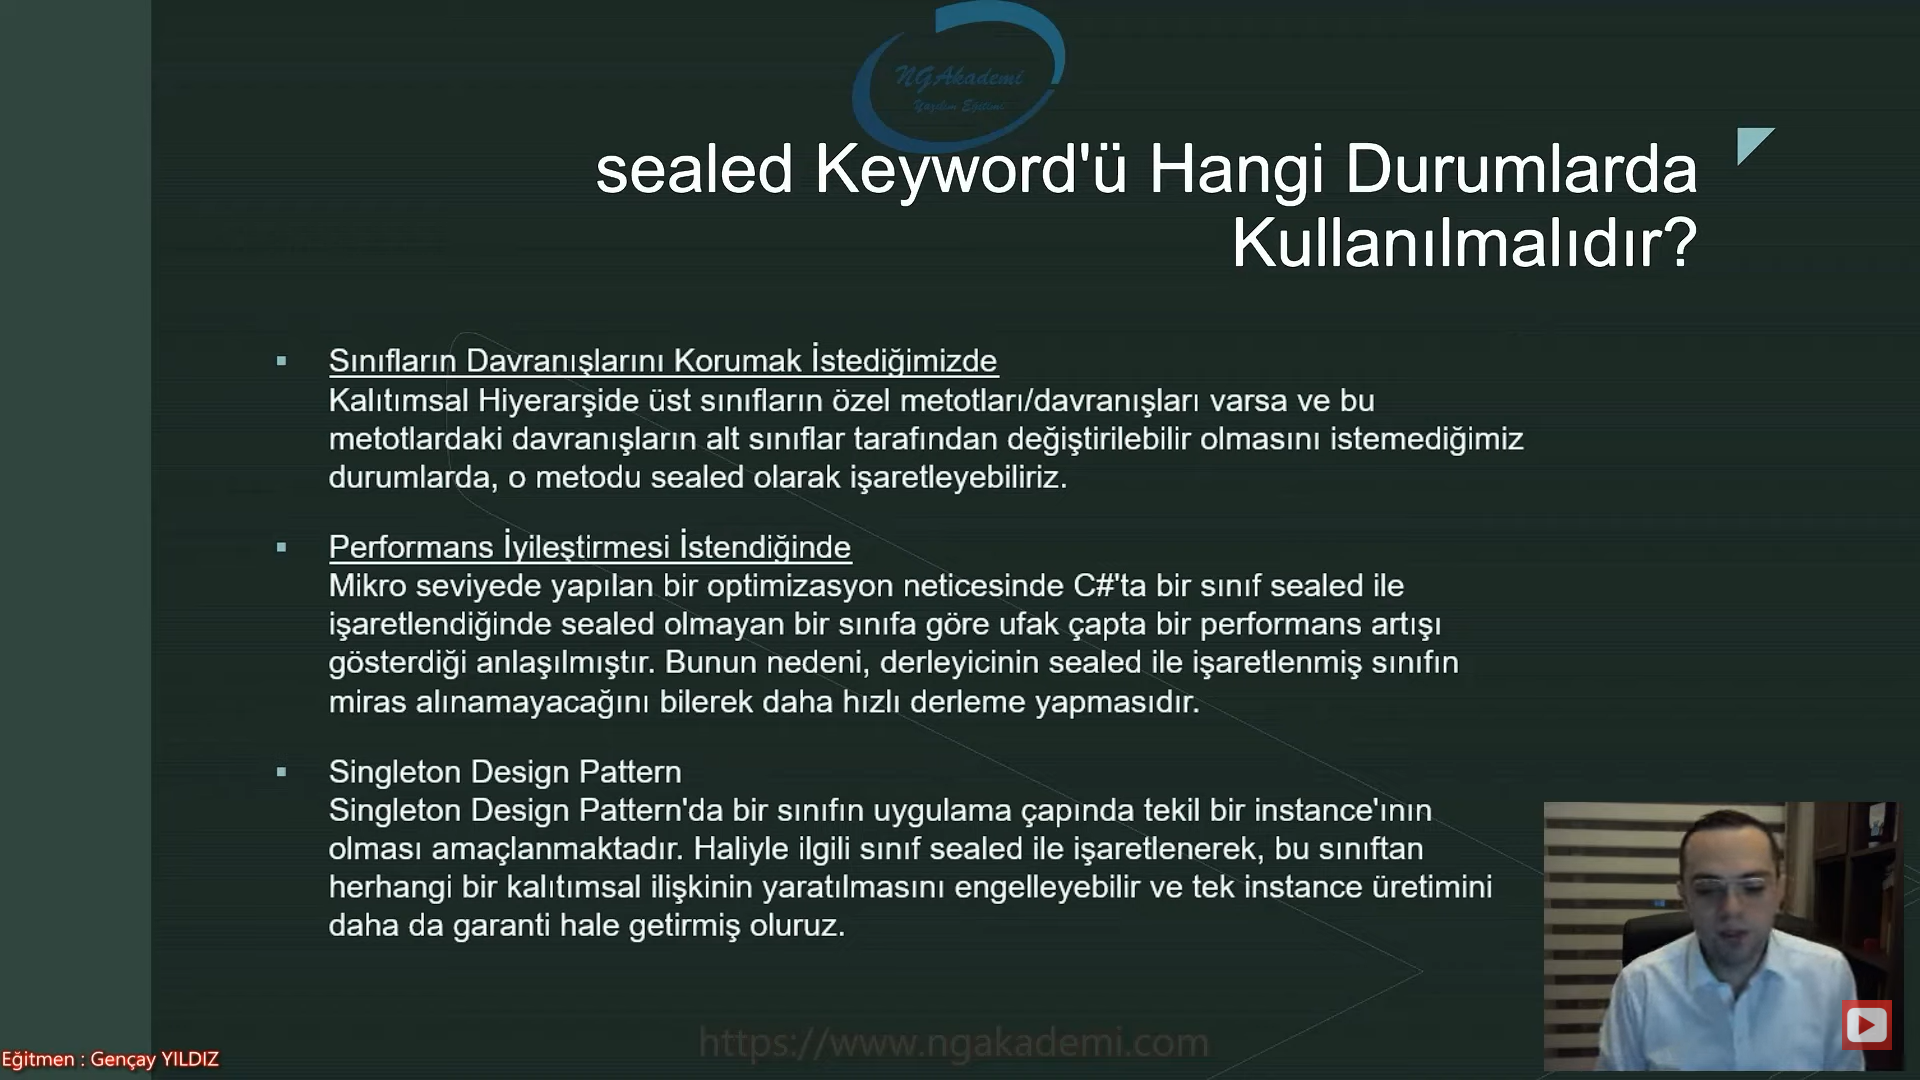 NGAkademi
Yazılım Eğitimi
sealed Keyword'ü Hangi Durumlarda
Kullanılmalıdır?
▪ Sınıfların Davranışlarını Korumak İstediğimizde
Kalıtımsal Hiyerarşide üst sınıfların özel metotları/davranışları varsa ve bu
metotlardaki davranışların alt sınıflar tarafından değiştirilebilir olmasını istemediğimiz
durumlarda, o metodu sealed olarak işaretleyebiliriz.
▪ Performans İyileştirmesi İstendiğinde
Mikro seviyede yapılan bir optimizasyon neticesinde C#'ta bir sınıf sealed ile
işaretlendiğinde sealed olmayan bir sınıfa göre ufak çapta bir performans artışı
gösterdiği anlaşılmıştır. Bunun nedeni, derleyicinin sealed ile işaretlenmiş sınıfın
miras alınamayacağını bilerek daha hızlı derleme yapmasıdır.
▪ Singleton Design Pattern
Singleton Design Pattern'da bir sınıfın uygulama çapında tekil bir instance'ının
olması amaçlanmaktadır. Haliyle ilgili sınıf sealed ile işaretlenerek, bu sınıftan
herhangi bir kalıtımsal ilişkinin yaratılmasını engelleyebilir ve tek instance üretimini
daha da garanti hale getirmiş oluruz.
https://www.ngakademi.com
Eğitmen : Gençay YILDIZ